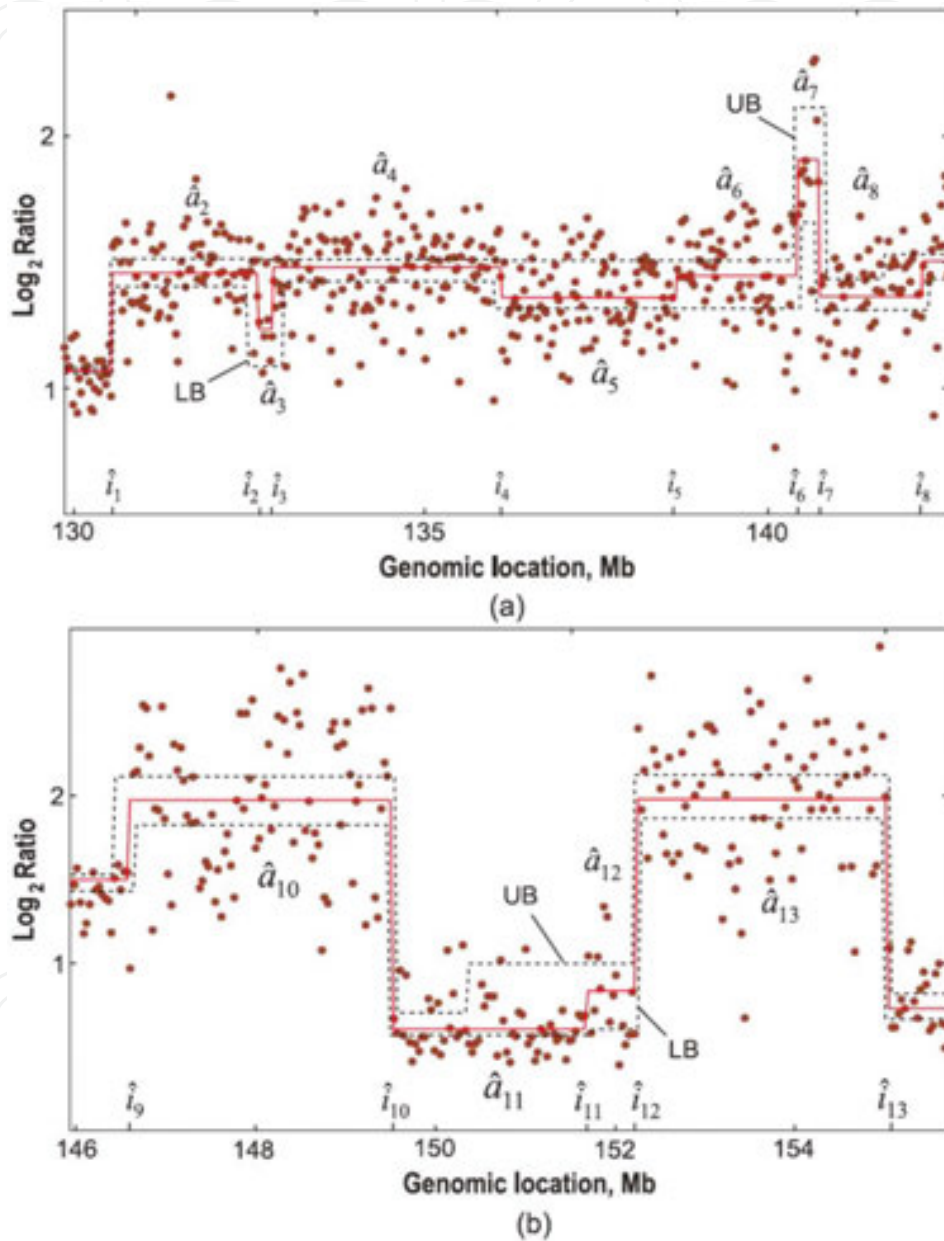 â₇
UB
2
â₂
â₄
â₆
â₈
Log₂ Ratio
1
LB
â₃
â₅
î₁ î₂ î₃ î₄ î₅ î₆ î₇ î₈
130 135 140
Genomic location, Mb
(a)
2
Log₂ Ratio
â₁₀
UB
â₁₂
â₁₃
1
LB
â₁₁
î₉ î₁₀ î₁₁ î₁₂ î₁₃
146 148 150 152 154
Genomic location, Mb
(b)